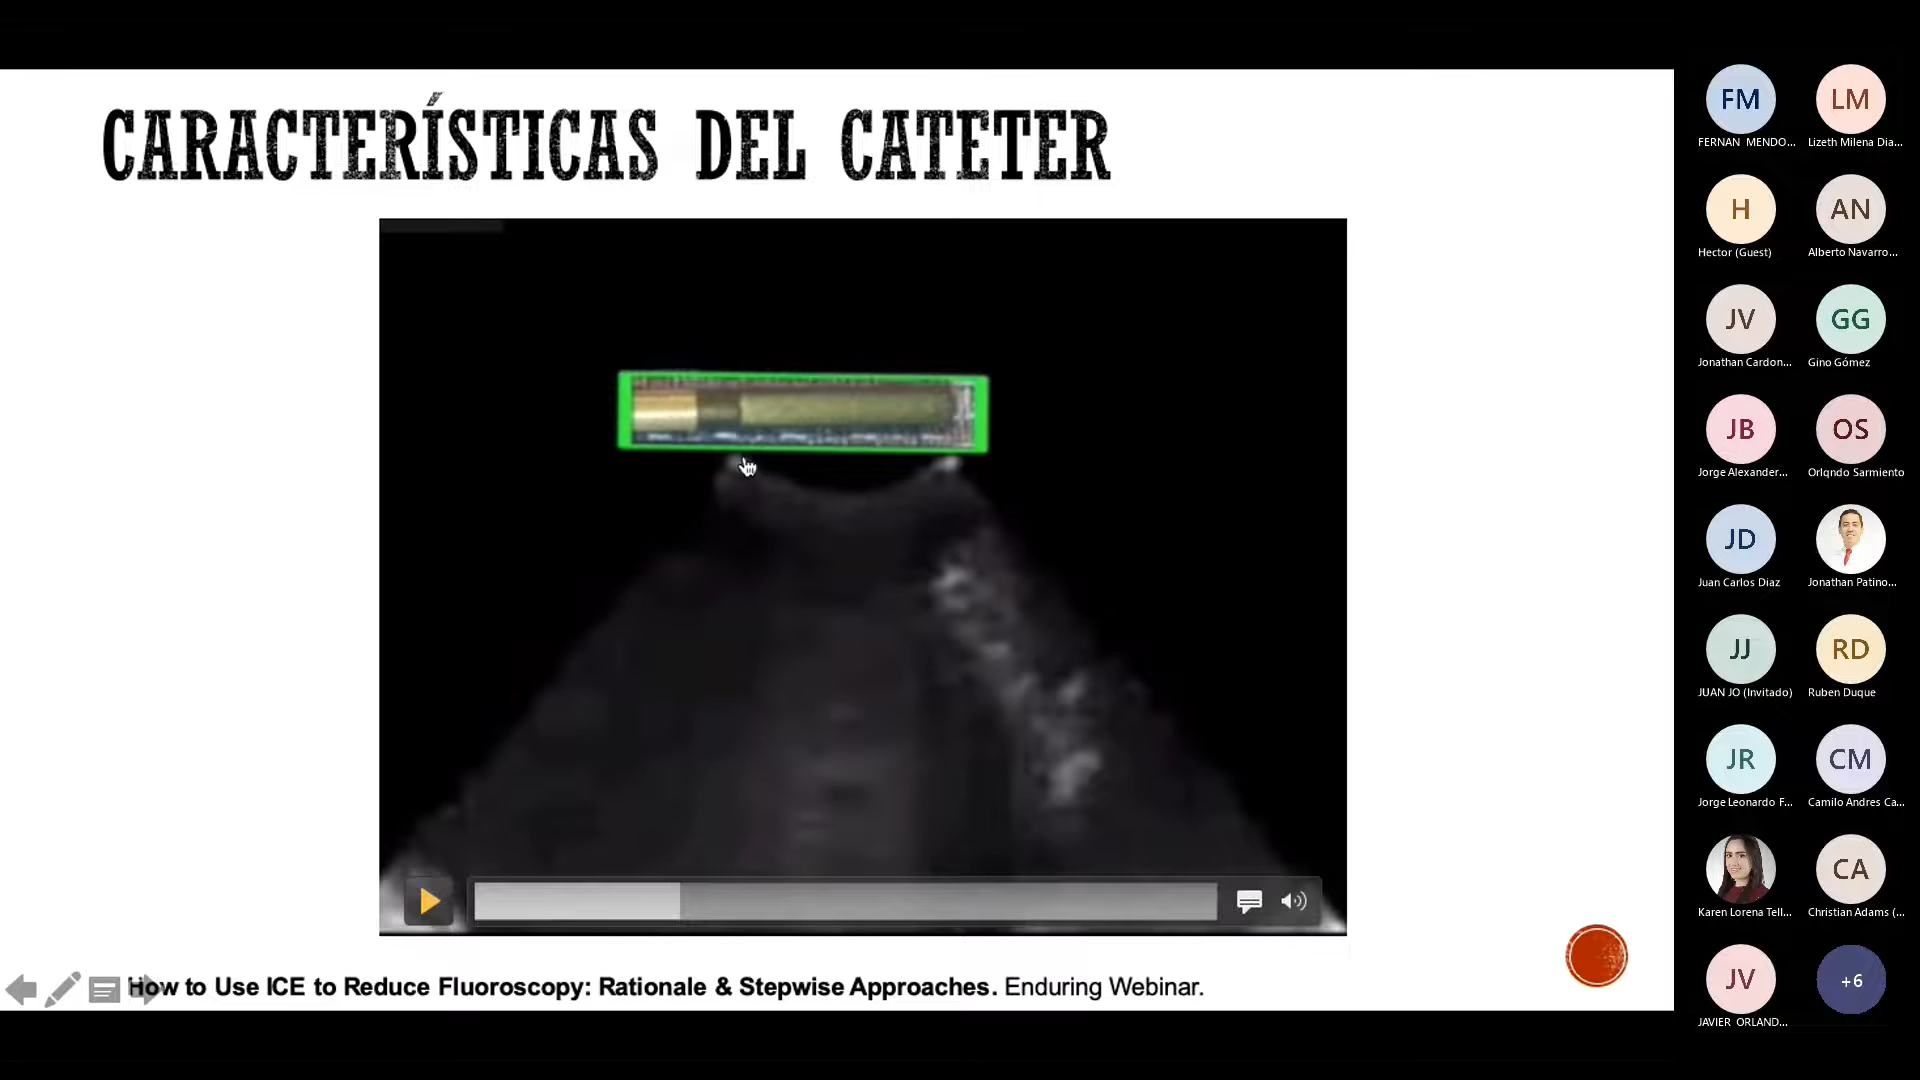 CARACTERÍSTICAS DEL CATETER
How to Use ICE to Reduce Fluoroscopy: Rationale & Stepwise Approaches. Enduring Webinar.
FM
FERNAN MENDO...
LM
Lizeth Milena Dia...
H
Hector (Guest)
AN
Alberto Navarro...
JV
Jonathan Cardon...
GG
Gino Gómez
JB
Jorge Alexander...
OS
Orlqndo Sarmiento
JD
Juan Carlos Diaz
Jonathan Patino...
JJ
JUAN JO (Invitado)
RD
Ruben Duque
JR
Jorge Leonardo F...
CM
Camilo Andres Ca...
Karen Lorena Tell...
CA
Christian Adams (...
JV
JAVIER ORLAND...
+6